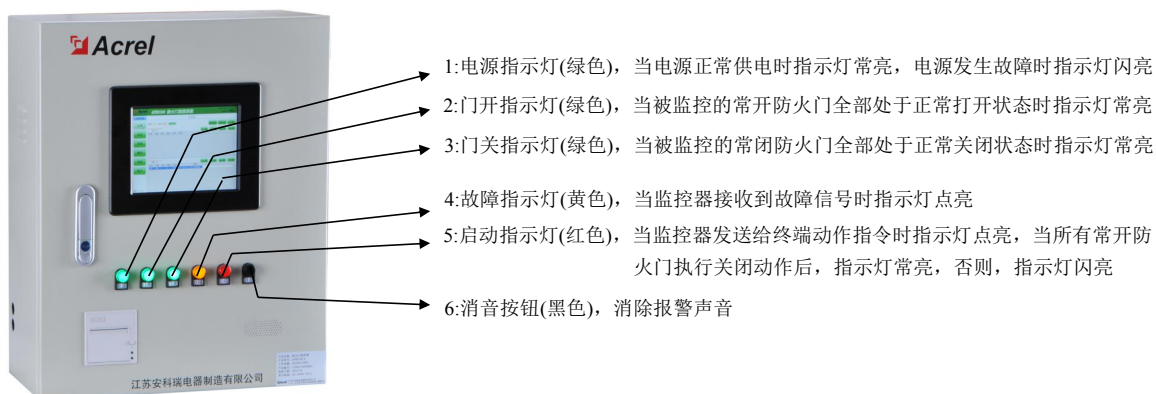 Acrel
1:电源指示灯(绿色)，当电源正常供电时指示灯常亮，电源发生故障时指示灯闪亮
2:门开指示灯(绿色)，当被监控的常开防火门全部处于正常打开状态时指示灯常亮
3:门关指示灯(绿色)，当被监控的常闭防火门全部处于正常关闭状态时指示灯常亮
4:故障指示灯(黄色)，当监控器接收到故障信号时指示灯点亮
5:启动指示灯(红色)，当监控器发送给终端动作指令时指示灯点亮，当所有常开防
火门执行关闭动作后，指示灯常亮，否则，指示灯闪亮
6:消音按钮(黑色)，消除报警声音
江苏安科瑞电器制造有限公司